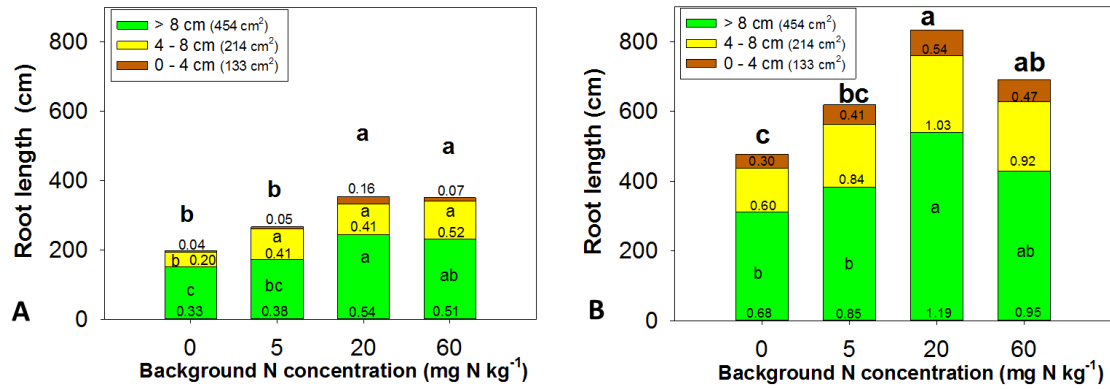 > 8 cm (454 cm²)
4 - 8 cm (214 cm²)
0 - 4 cm (133 cm²)
Root length (cm)
800
600
400
200
0
b
b
a
a
0.04
0.05
0.16
0.07
b 0.20
a
0.41
a
0.41
a
0.52
c
bc
a
ab
0.33
0.38
0.54
0.51
A
0
5
20
60
Background N concentration (mg N kg⁻¹)
> 8 cm (454 cm²)
4 - 8 cm (214 cm²)
0 - 4 cm (133 cm²)
Root length (cm)
800
600
400
200
0
c
bc
a
ab
0.30
0.41
0.54
0.47
0.60
0.84
1.03
0.92
b
b
a
ab
0.68
0.85
1.19
0.95
B
0
5
20
60
Background N concentration (mg N kg⁻¹)